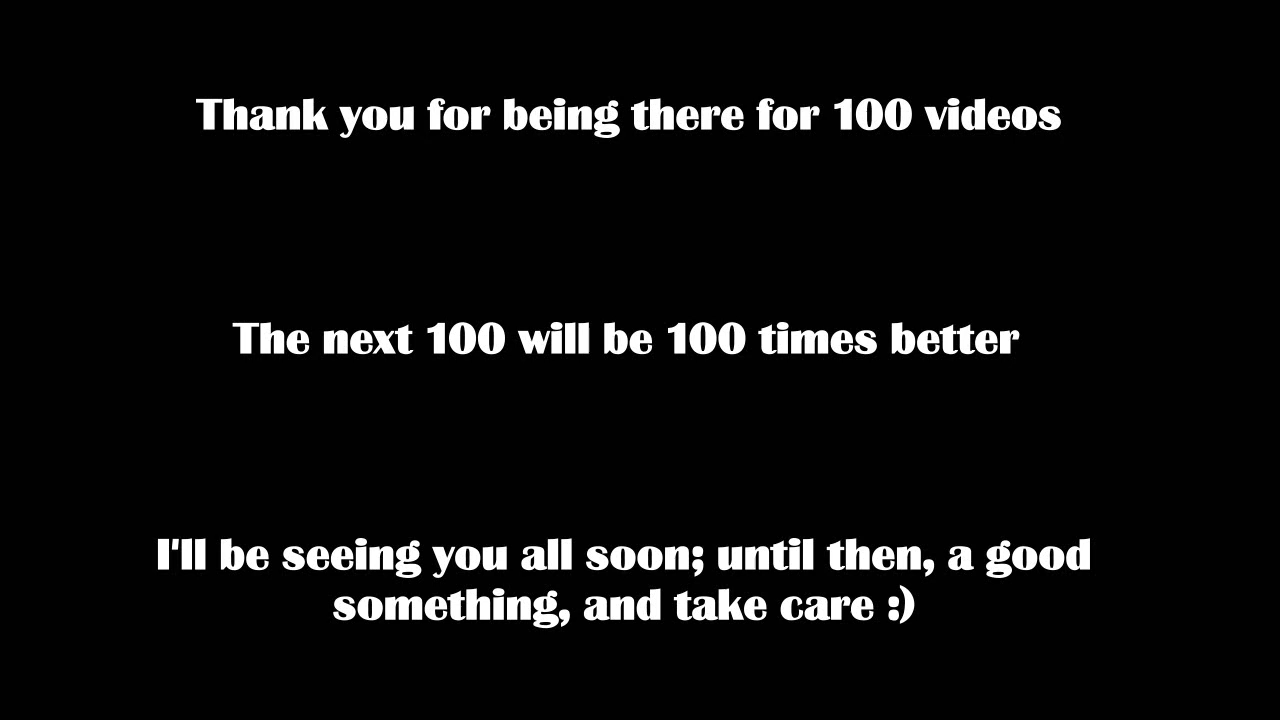 Thank you for being there for 100 videos
The next 100 will be 100 times better
I'll be seeing you all soon; until then, a good
something, and take care :)